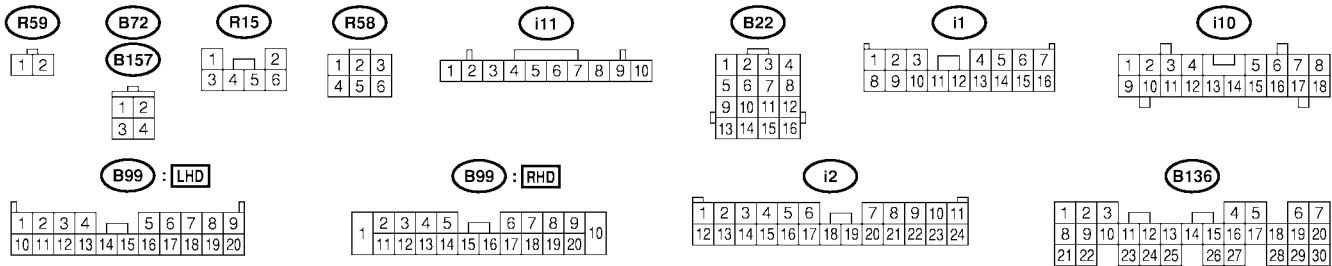 R59
1 2
B72
B157
1 2
3 4
R15
1 2
3 4 5 6
R58
1 2 3
4 5 6
i11
1 2 3 4 5 6 7 8 9 10
B22
1 2 3 4
5 6 7 8
9 10 11 12
13 14 15 16
i1
1 2 3 4 5 6 7
8 9 10 11 12 13 14 15 16
i10
1 2 3 4 5 6 7 8
9 10 11 12 13 14 15 16 17 18
B99 : LHD
1 2 3 4 5 6 7 8 9
10 11 12 13 14 15 16 17 18 19 20
B99 : RHD
1 2 3 4 5 6 7 8 9 10
11 12 13 14 15 16 17 18 19 20
i2
1 2 3 4 5 6 7 8 9 10 11
12 13 14 15 16 17 18 19 20 21 22 23 24
B136
1 2 3 4 5 6 7
8 9 10 11 12 13 14 15 16 17 18 19 20
21 22 23 24 25 26 27 28 29 30